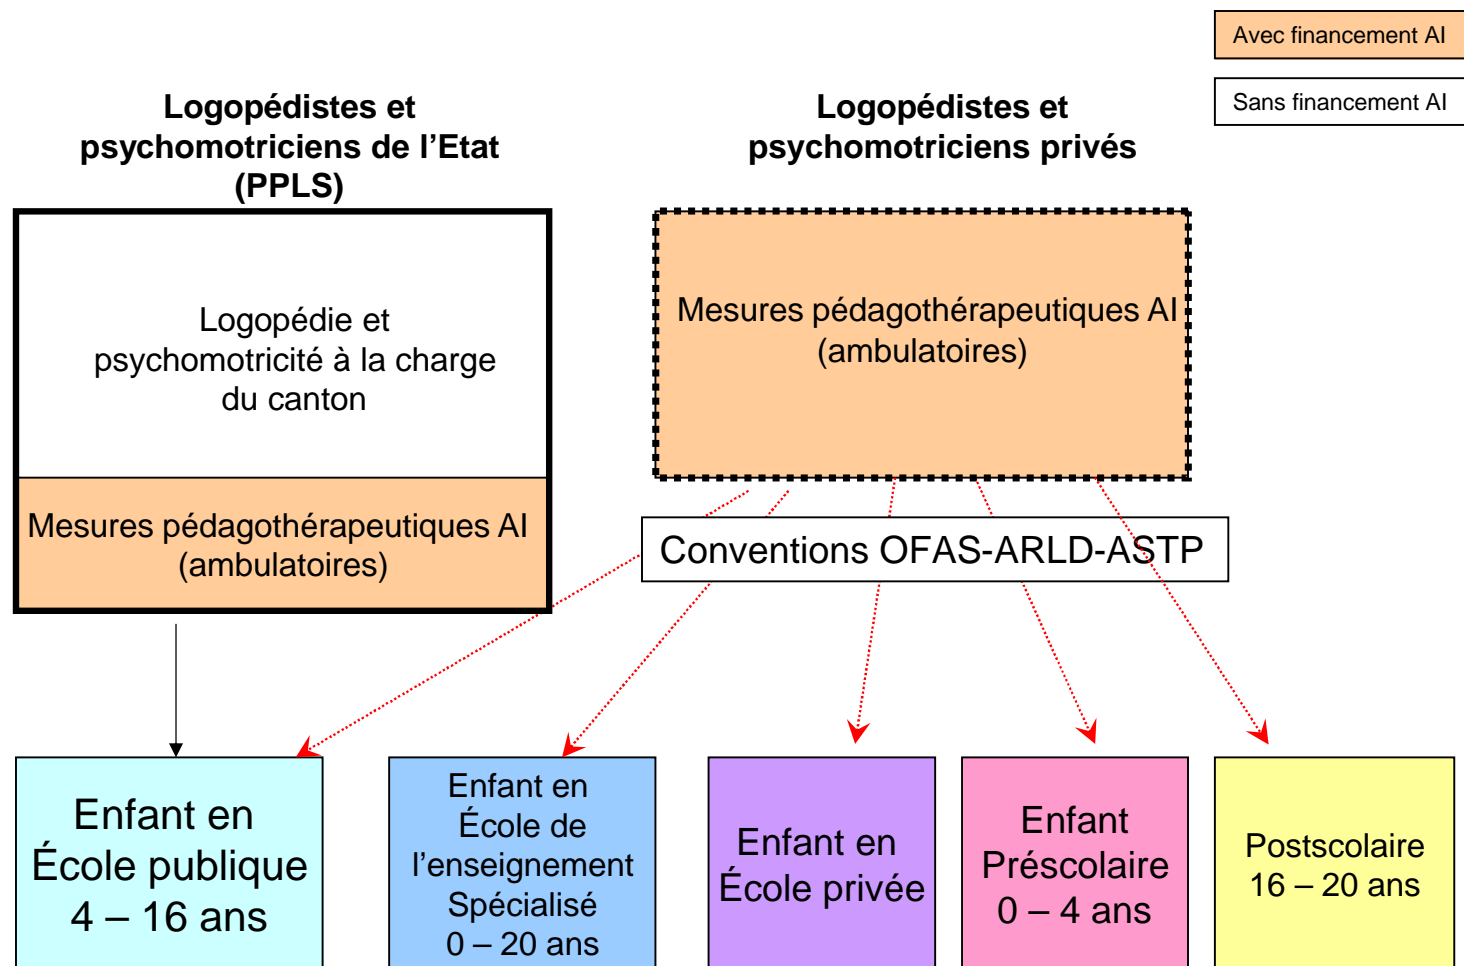 Avec financement AI
Sans financement AI
Logopédistes et
psychomotriciens de l'Etat
(PPLS)
Logopédistes et
psychomotriciens privés
Logopédie et
psychomotricité à la charge
du canton
Mesures pédagothérapeutiques AI
(ambulatoires)
Mesures pédagothérapeutiques AI
(ambulatoires)
Conventions OFAS-ARLD-ASTP
Enfant en
École publique
4 – 16 ans
Enfant en
École de
l'enseignement
Spécialisé
0 – 20 ans
Enfant en
École privée
Enfant
Préscolaire
0 – 4 ans
Postscolaire
16 – 20 ans